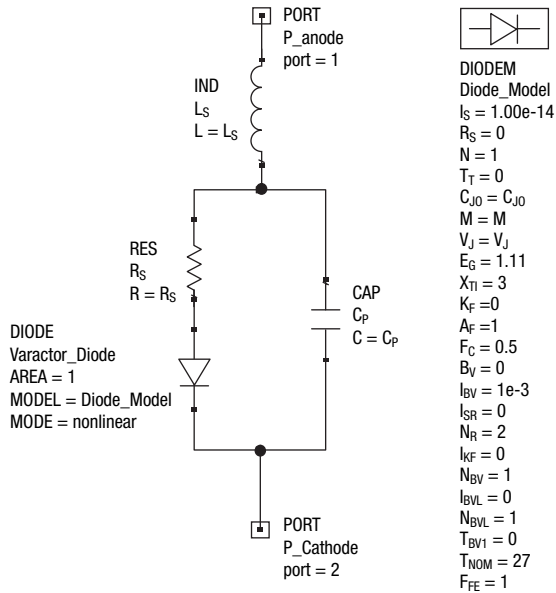 PORT
P_anode
port = 1
IND
LS
L = LS
RES
RS
R = RS
CAP
CP
C = CP
DIODE
Varactor_Diode
AREA = 1
MODEL = Diode_Model
MODE = nonlinear
PORT
P_Cathode
port = 2
DIODEM
Diode_Model
IS = 1.00e-14
RS = 0
N = 1
TT = 0
CJO = CJO
M = M
VJ = VJ
EG = 1.11
XTI = 3
KF =0
AF =1
FC = 0.5
BV = 0
IBV = 1e-3
ISR = 0
NR = 2
IKF = 0
NBV = 1
IBVL = 0
NBVL = 1
TBV1 = 0
TNOM = 27
FFE = 1